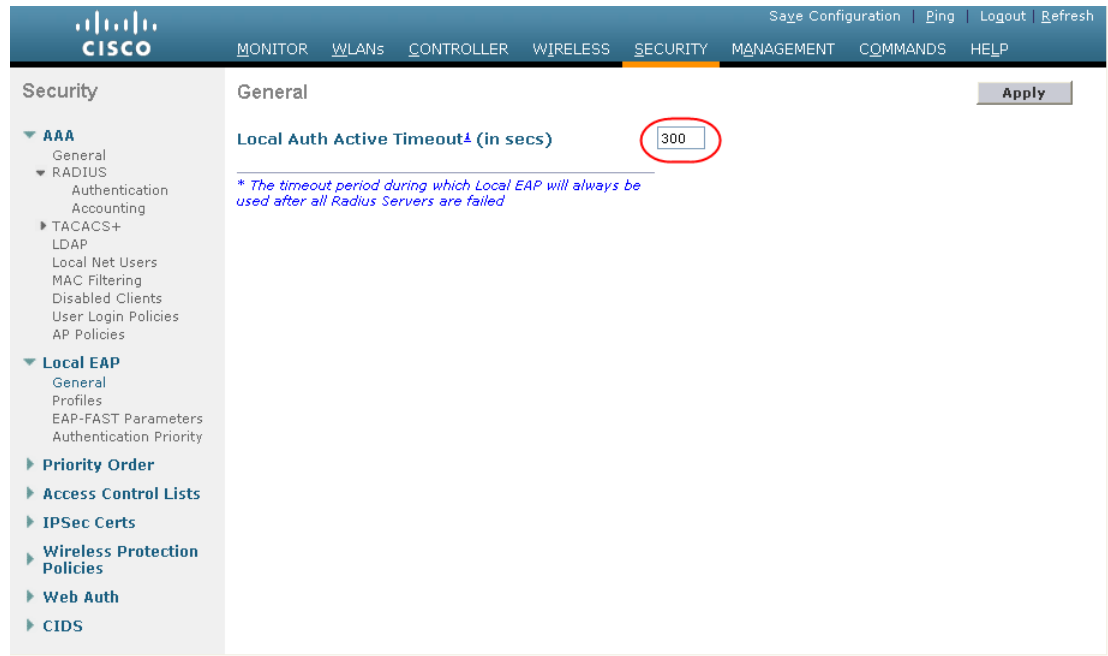 Save Configuration | Ping | Logout | Refresh
CISCO
MONITOR WLANs CONTROLLER WIRELESS SECURITY MANAGEMENT COMMANDS HELP
Security
AAA
General
RADIUS
Authentication
Accounting
TACACS+
LDAP
Local Net Users
MAC Filtering
Disabled Clients
User Login Policies
AP Policies
Local EAP
General
Profiles
EAP-FAST Parameters
Authentication Priority
Priority Order
Access Control Lists
IPSec Certs
Wireless Protection
Policies
Web Auth
CIDS
General
Apply
Local Auth Active Timeout1 (in secs) 300
* The timeout period during which Local EAP will always be
used after all Radius Servers are failed